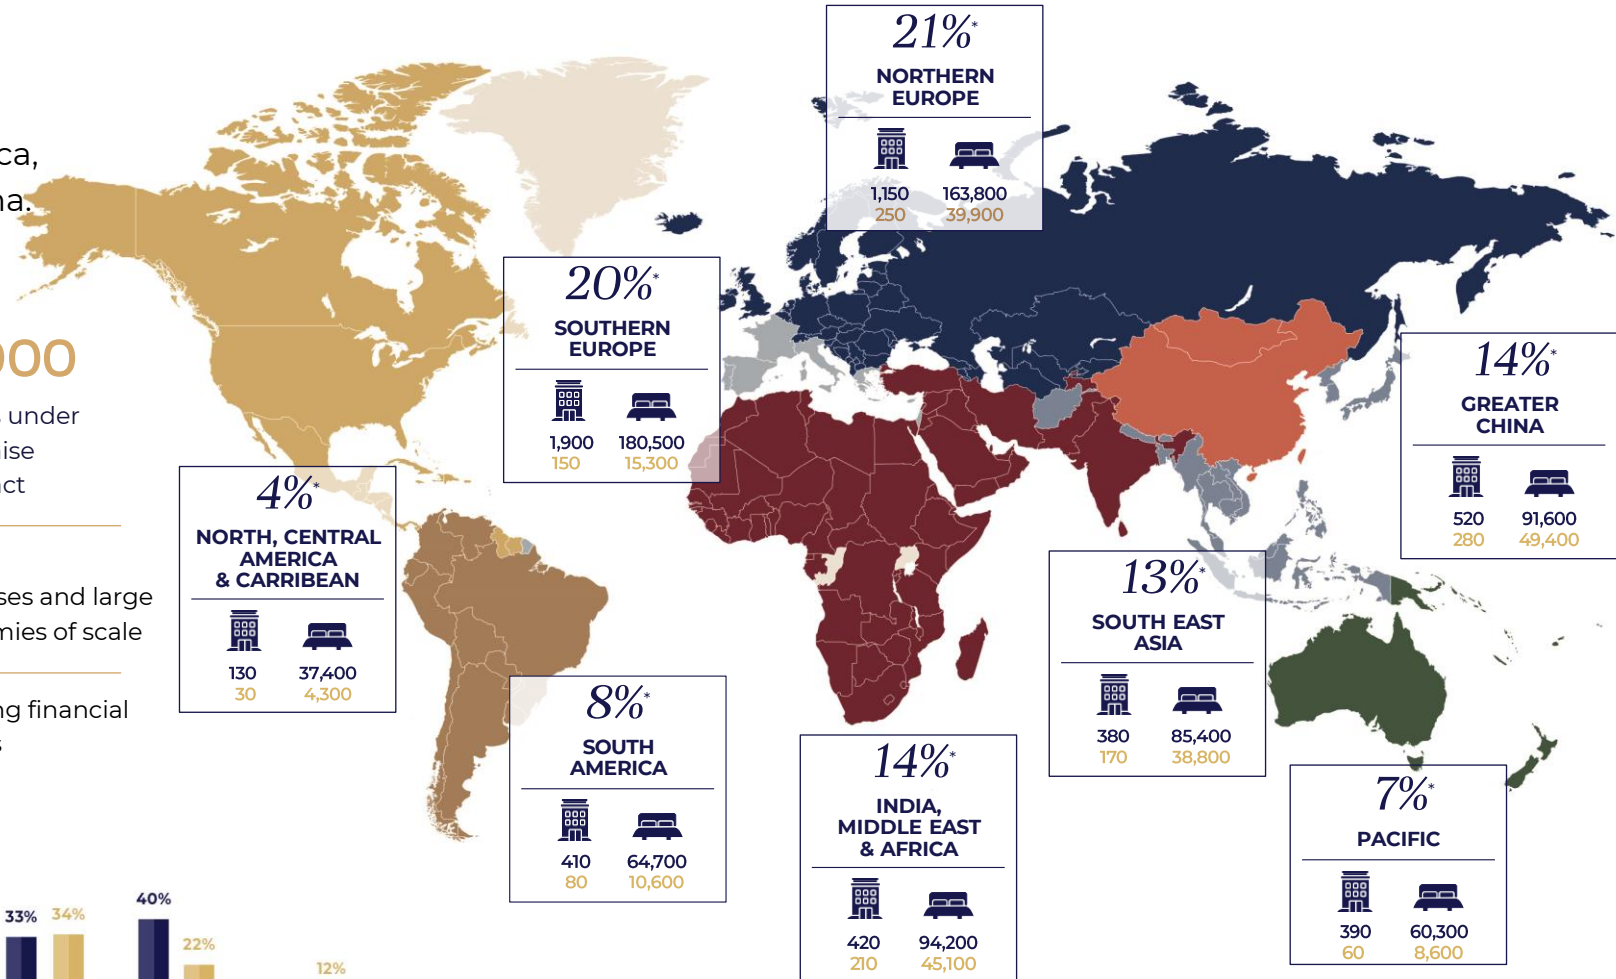 ca,
na.
000
s under
ise
act
ses and large
mies of scale
ng financial
s
33%
34%
40%
22%
12%
21%*
NORTHERN
EUROPE
1,150 163,800
250 39,900
20%*
SOUTHERN
EUROPE
1,900 180,500
150 15,300
14%*
GREATER
CHINA
520 91,600
280 49,400
4%*
NORTH, CENTRAL
AMERICA
& CARRIBEAN
130 37,400
30 4,300
13%*
SOUTH EAST
ASIA
380 85,400
170 38,800
8%*
SOUTH
AMERICA
410 64,700
80 10,600
14%*
INDIA,
MIDDLE EAST
& AFRICA
420 94,200
210 45,100
7%*
PACIFIC
390 60,300
60 8,600